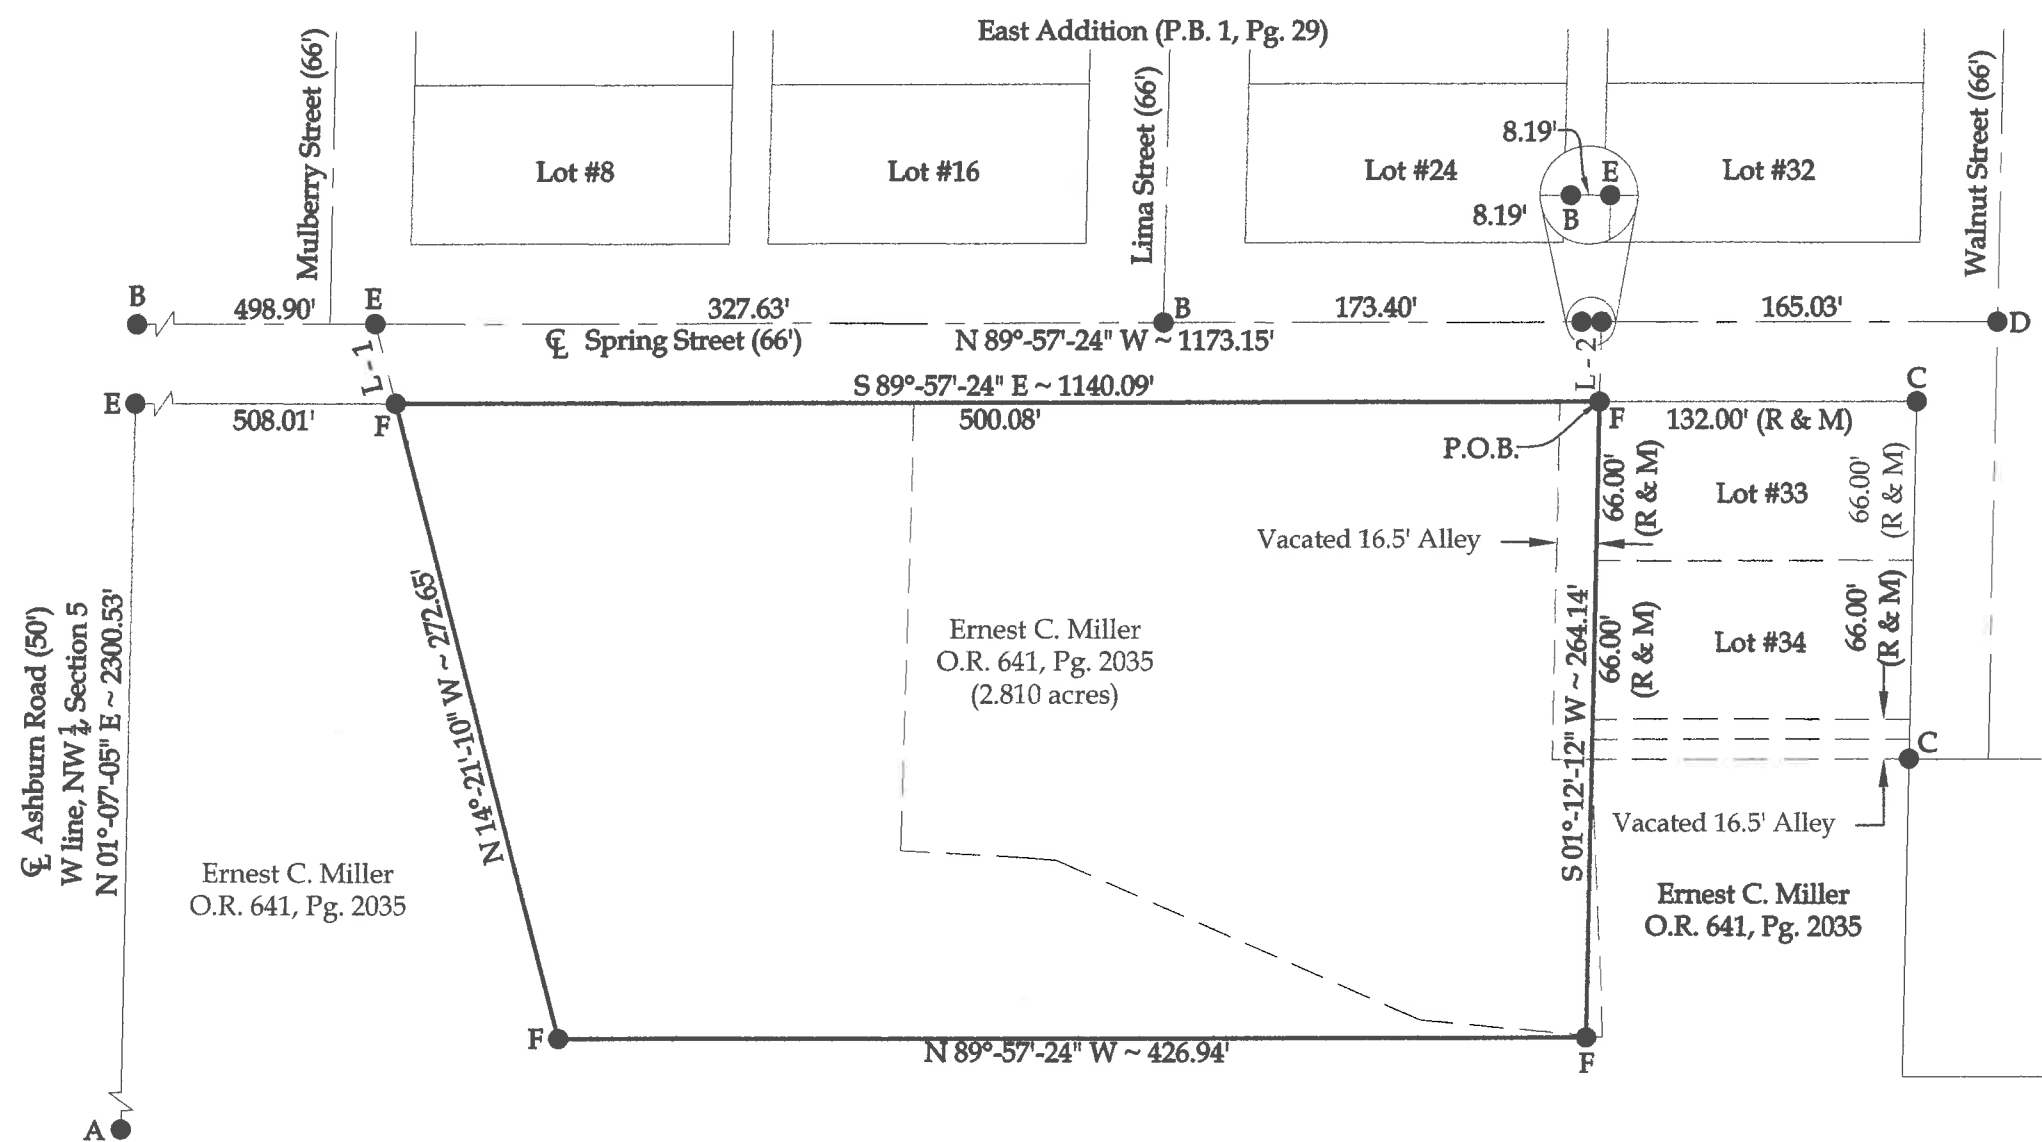 East Addition (P.B. 1, Pg. 29)
Mulberry Street (66')
Lima Street (66')
Walnut Street (66')
Lot #8
Lot #16
Lot #24
Lot #32
8.19'
E
B
8.19'
B
498.90'
E
327.63'
B
173.40'
165.03'
D
℄ Spring Street (66')
N 89°-57'-24" W ~ 1173.15'
L - 1
L - 2
S 89°-57'-24" E ~ 1140.09'
E
508.01'
F
500.08'
F
132.00' (R & M)
C
P.O.B.
66.00'
(R & M)
Lot #33
66.00'
(R & M)
Vacated 16.5' Alley
66.00'
(R & M)
Lot #34
66.00'
(R & M)
C
Vacated 16.5' Alley
℄ Ashburn Road (50')
W line, NW ¼, Section 5
N 01°-07'-05" E ~ 2300.53'
N 14°-21'-10" W ~ 272.65'
S 01°-12'-12" W ~ 264.14'
Ernest C. Miller
O.R. 641, Pg. 2035
(2.810 acres)
Ernest C. Miller
O.R. 641, Pg. 2035
Ernest C. Miller
O.R. 641, Pg. 2035
F
N 89°-57'-24" W ~ 426.94'
F
A